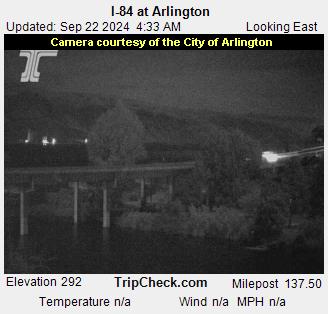 I-84 at Arlington
Updated: Sep 22 2024 4:33 AM Looking East
Camera courtesy of the City of Arlington
Elevation 292 TripCheck.com Milepost 137.50
Temperature n/a Wind n/a MPH n/a